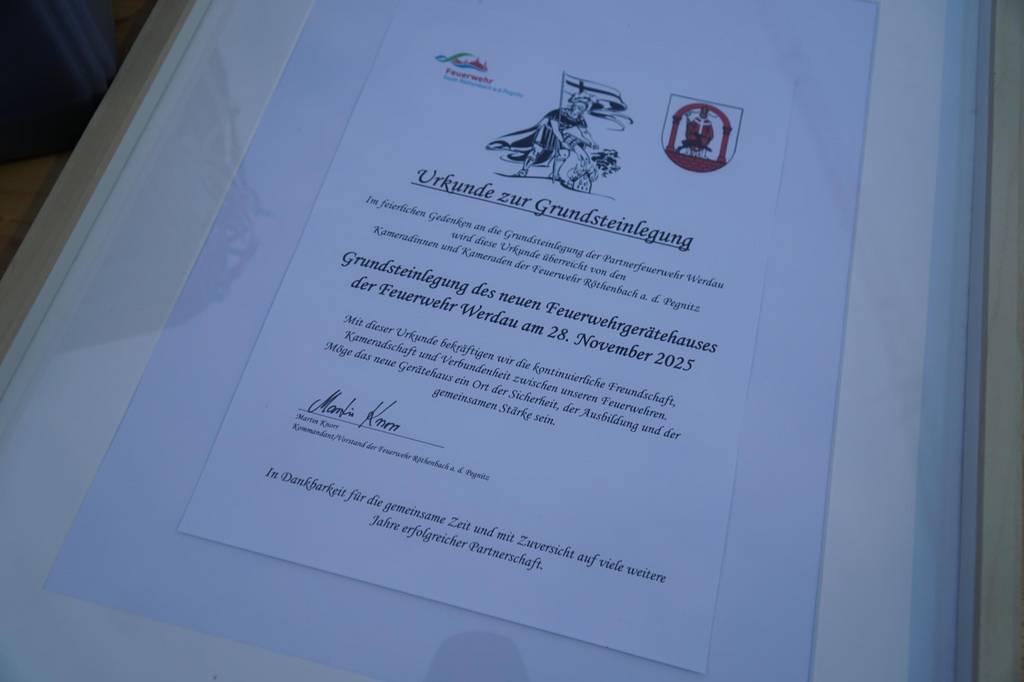 Feuerwehr
Stadt Röthenbach a.d.Pegnitz
Urkunde zur Grundsteinlegung
Im feierlichen Gedenken an die Grundsteinlegung der Partnerfeuerwehr Werdau
wird diese Urkunde überreicht von den
Kameradinnen und Kameraden der Feuerwehr Röthenbach a. d. Pegnitz
Grundsteinlegung des neuen Feuerwehrgerätehauses
der Feuerwehr Werdau am 28. November 2025
Mit dieser Urkunde bekräftigen wir die kontinuierliche Freundschaft,
Kameradschaft und Verbundenheit zwischen unseren Feuerwehren.
Möge das neue Gerätehaus ein Ort der Sicherheit, der Ausbildung und der
gemeinsamen Stärke sein.
Martin Knorr
Martin Knorr
Kommandant/Vorstand der Feuerwehr Röthenbach a. d. Pegnitz
In Dankbarkeit für die gemeinsame Zeit und mit Zuversicht auf viele weitere
Jahre erfolgreicher Partnerschaft.